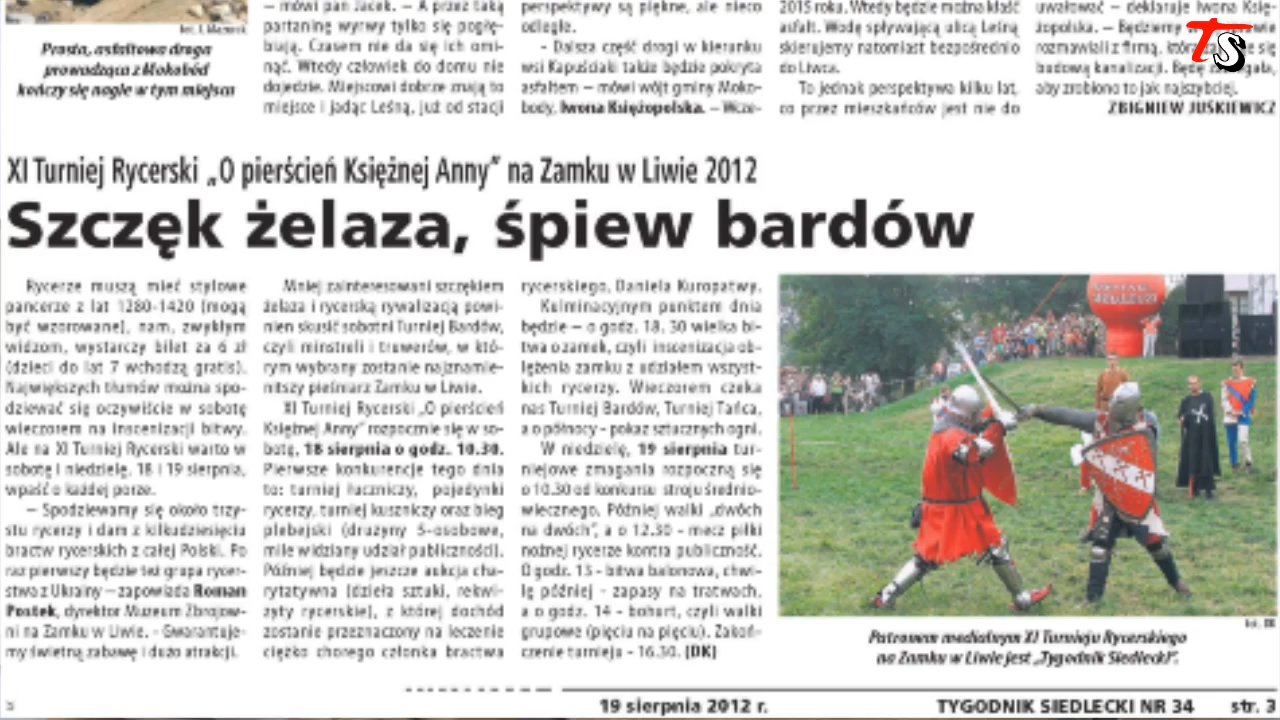 fot. J. Mazurek
Prosta, asfaltowa droga
prowadząca z Mokobód
kończy się nagle w tym miejscu
– mówi pan Jacek. – A przez taką
partaninę wyrwy tylko się pogłę-
biają. Czasem nie da się ich omi-
nąć. Wtedy człowiek do domu nie
dojedzie. Miejscowi dobrze znają to
miejsce i jadąc Leśną, już od stacji
perspektywy są piękne, ale nieco
odległe.
- Dalsza część drogi w kierunku
wsi Kapuściaki także będzie pokryta
asfaltem – mówi wójt gminy Moko-
body, Iwona Księżopolska. – Wcze-
2015 roku. Wtedy będzie można kłaść
asfalt. Wodę spływającą ulicą Leśną
skierujemy natomiast bezpośrednio
do Liwca.
To jednak perspektywa kilku lat,
co przez mieszkańców jest nie do
uwałować – deklaruje Iwona Księ-
żopolska. – Będziemy
rozmawiali z firmą, która się
budową kanalizacji. Będę
aby zrobiono to jak najszybciej.
ZBIGNIEW JUŚKIEWICZ
TS
XI Turniej Rycerski „O pierścień Księżnej Anny” na Zamku w Liwie 2012
Szczęk żelaza, śpiew bardów
Rycerze muszą mieć stylowe
pancerze z lat 1280-1420 (mogą
być wzorowane), nam, zwykłym
widzom, wystarczy bilet za 6 zł
(dzieci do lat 7 wchodzą gratis).
Największych tłumów można spo-
dziewać się oczywiście w sobotę
wieczorem na inscenizacji bitwy.
Ale na XI Turniej Rycerski warto w
sobotę i niedzielę, 18 i 19 sierpnia,
wpaść o każdej porze.
– Spodziewamy się około trzy-
stu rycerzy i dam z kilkudziesięciu
bractw rycerskich z całej Polski. Po
raz pierwszy będzie też grupa rycer-
stwa z Ukrainy – zapowiada Roman
Postek, dyrektor Muzeum Zbrojow-
ni na Zamku w Liwie. - Gwarantuje-
my świetną zabawę i dużo atrakcji.
Mniej zainteresowani szczękiem
żelaza i rycerską rywalizacją powi-
nien skusić sobotni Turniej Bardów,
czyli minstreli i truwerów, w któ-
rym wybrany zostanie najznamie-
nitszy pieśniarz Zamku w Liwie.
XI Turniej Rycerski „O pierścień
Księżnej Anny” rozpocznie się w so-
botę, 18 sierpnia o godz. 10.30.
Pierwsze konkurencje tego dnia
to: turniej łuczniczy, pojedynki
rycerzy, turniej kuszniczy oraz bieg
plebejski (drużyny 5-osobowe,
mile widziany udział publiczności).
Później będzie jeszcze aukcja cha-
rytatywna (dzieła sztuki, rekwi-
zyty rycerskie), z której dochód
zostanie przeznaczony na leczenie
ciężko chorego członka bractwa
rycerskiego, Daniela Kuropatwy.
Kulminacyjnym punktem dnia
będzie – o godz. 18. 30 wielka bi-
twa o zamek, czyli inscenizacja ob-
lężenia zamku z udziałem wszyst-
kich rycerzy. Wieczorem czeka
nas Turniej Bardów, Turniej Tańca,
a o północy - pokaz sztucznych ogni.
W niedzielę, 19 sierpnia tur-
niejowe zmagania rozpoczną się
o 10.30 od konkursu stroju średnio-
wiecznego. Później walki „dwóch
na dwóch”, a o 12.30 - mecz piłki
nożnej rycerze kontra publiczność.
O godz. 13 - bitwa balonowa, chwi-
lę później - zapasy na tratwach,
a o godz. 14 - bohurt, czyli walki
grupowe (pięciu na pięciu). Zakoń-
czenie turnieju - 16.30. (DK)
fot. DK
Patronem medialnym XI Turnieju Rycerskiego
na Zamku w Liwie jest „Tygodnik Siedlecki”.
19 sierpnia 2012 r.
TYGODNIK SIEDLECKI NR 34
str. 3